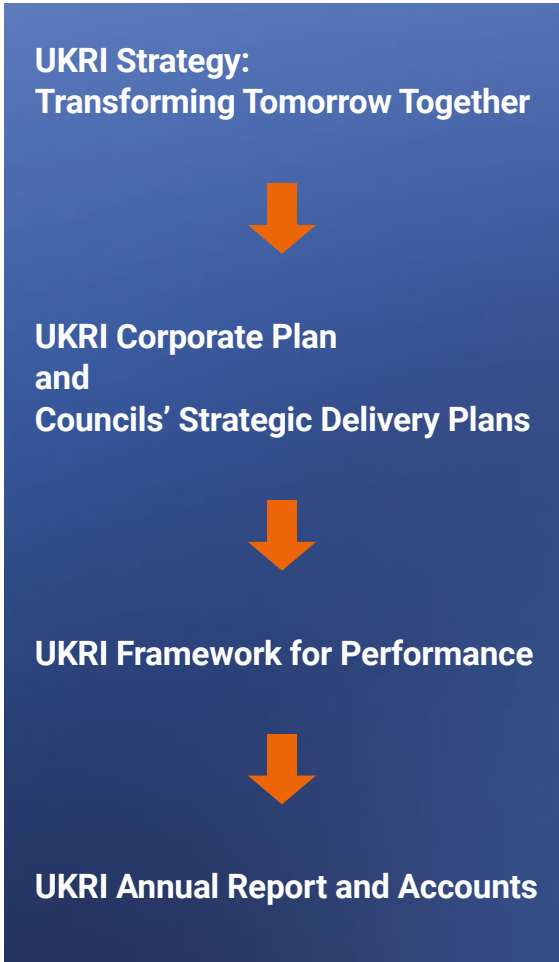 UKRI Strategy:
Transforming Tomorrow Together
UKRI Corporate Plan
and
Councils’ Strategic Delivery Plans
UKRI Framework for Performance
UKRI Annual Report and Accounts